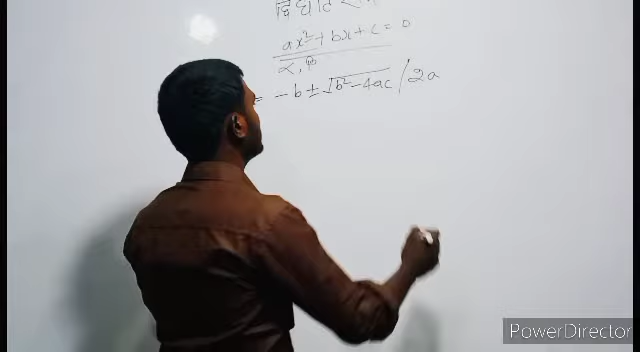 द्विघात
ax²+bx+c=0
α, β
= -b ± √b²-4ac / 2a
PowerDirector